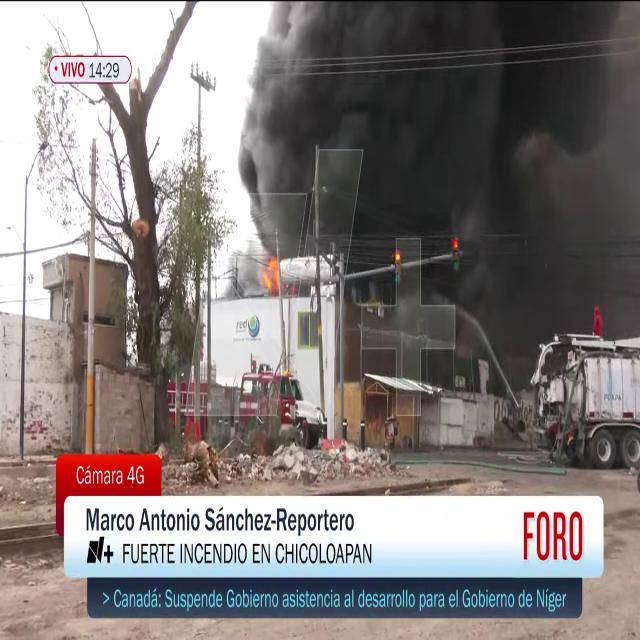 • VIVO 14:29
red
Cámara 4G
Marco Antonio Sánchez-Reportero
N+ FUERTE INCENDIO EN CHICOLOAPAN
FORO
> Canadá: Suspende Gobierno asistencia al desarrollo para el Gobierno de Níger